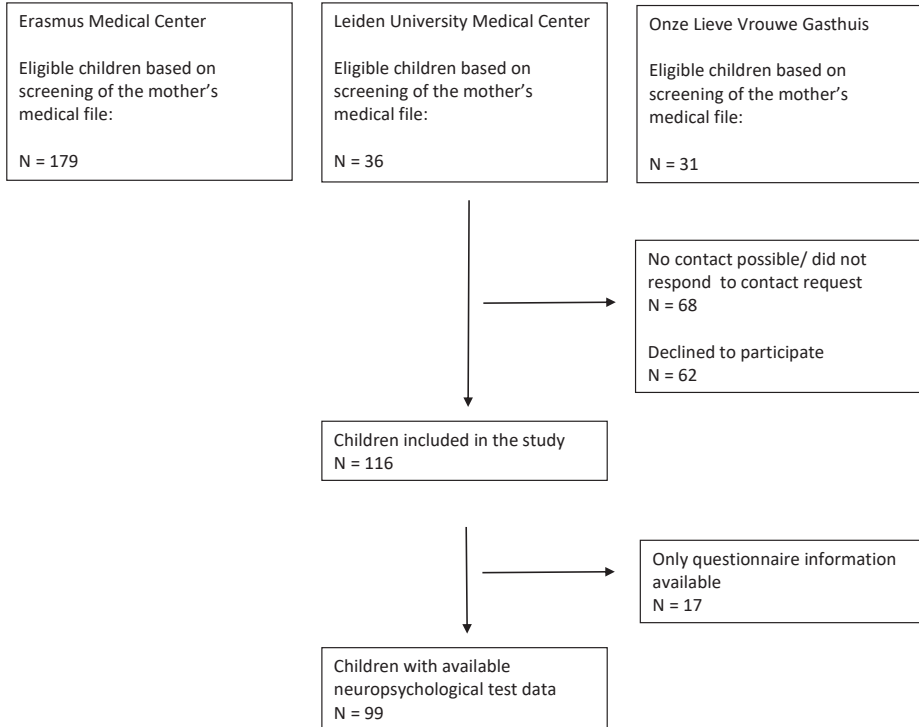 Erasmus Medical Center
Eligible children based on
screening of the mother’s
medical file:
N = 179
Leiden University Medical Center
Eligible children based on
screening of the mother’s
medical file:
N = 36
Onze Lieve Vrouwe Gasthuis
Eligible children based on
screening of the mother’s
medical file:
N = 31
No contact possible/ did not
respond to contact request
N = 68
Declined to participate
N = 62
Children included in the study
N = 116
Only questionnaire information
available
N = 17
Children with available
neuropsychological test data
N = 99